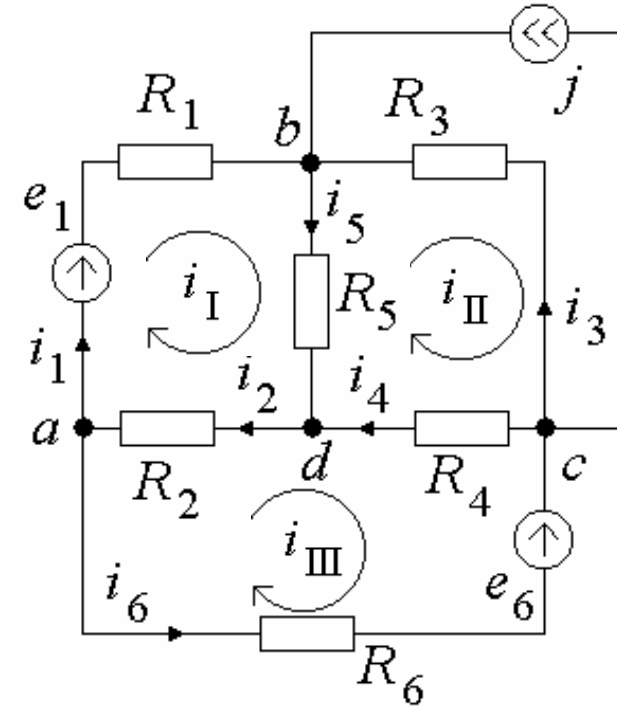 j
R1 b R3
e1 i5
iI R5 iII i3
i1 i2 i4
a d c
R2 R4
iIII
i6 e6
R6